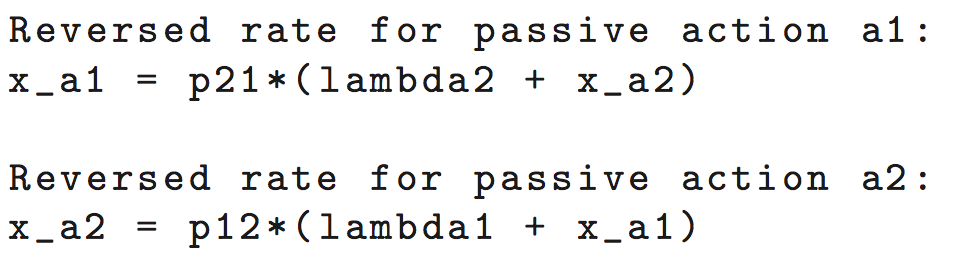 Reversed rate for passive action a1:
x_a1 = p21*(lambda2 + x_a2)
Reversed rate for passive action a2:
x_a2 = p12*(lambda1 + x_a1)